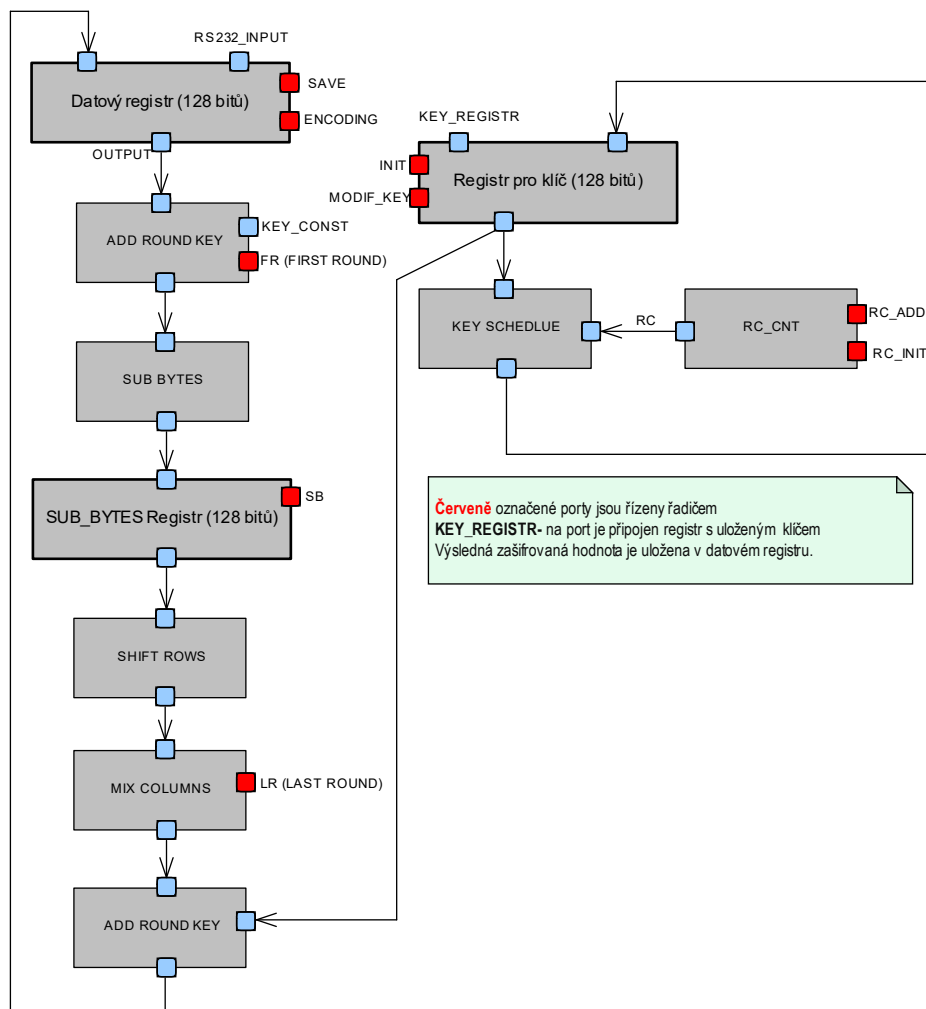 RS232_INPUT
Datový registr (128 bitů)
SAVE
ENCODING
OUTPUT
KEY_REGISTR
INIT
MODIF_KEY
Registr pro klíč (128 bitů)
ADD ROUND KEY
KEY_CONST
FR (FIRST ROUND)
KEY SCHEDLUE
RC
RC_CNT
RC_ADD
RC_INIT
SUB BYTES
SUB_BYTES Registr (128 bitů)
SB
Červeně označené porty jsou řízeny řadičem
KEY_REGISTR- na port je připojen registr s uloženým klíčem
Výsledná zašifrovaná hodnota je uložena v datovém registru.
SHIFT ROWS
MIX COLUMNS
LR (LAST ROUND)
ADD ROUND KEY